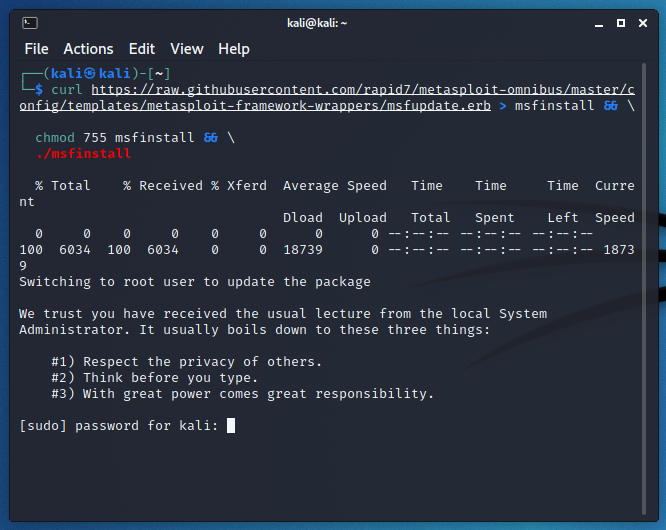 kali@kali: ~
File Actions Edit View Help
┌──(kali㉿kali)-[~]
└─$ curl https://raw.githubusercontent.com/rapid7/metasploit-omnibus/master/c
onfig/templates/metasploit-framework-wrappers/msfupdate.erb > msfinstall && \
chmod 755 msfinstall && \
./msfinstall
% Total % Received % Xferd Average Speed Time Time Time Curre
nt
Dload Upload Total Spent Left Speed
0 0 0 0 0 0 0 0 --:--:-- --:--:-- --:--:--
100 6034 100 6034 0 0 18739 0 --:--:-- --:--:-- --:--:-- 1873
9
Switching to root user to update the package
We trust you have received the usual lecture from the local System
Administrator. It usually boils down to these three things:
#1) Respect the privacy of others.
#2) Think before you type.
#3) With great power comes great responsibility.
[sudo] password for kali: